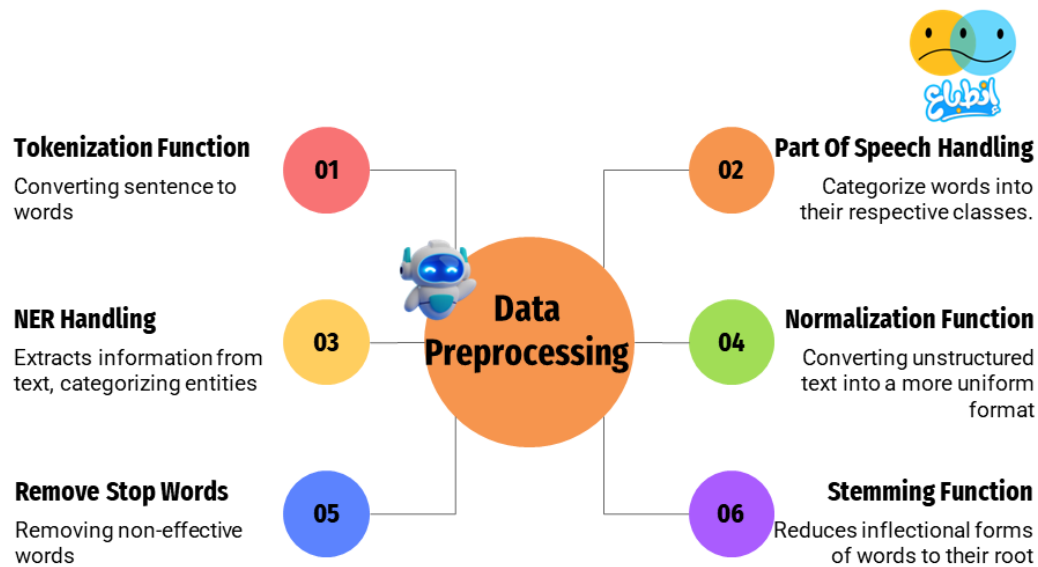 إنطباع
Tokenization Function
Converting sentence to
words
01
02
Part Of Speech Handling
Categorize words into
their respective classes.
Data
Preprocessing
NER Handling
Extracts information from
text, categorizing entities
03
04
Normalization Function
Converting unstructured
text into a more uniform
format
Remove Stop Words
Removing non-effective
words
05
06
Stemming Function
Reduces inflectional forms
of words to their root